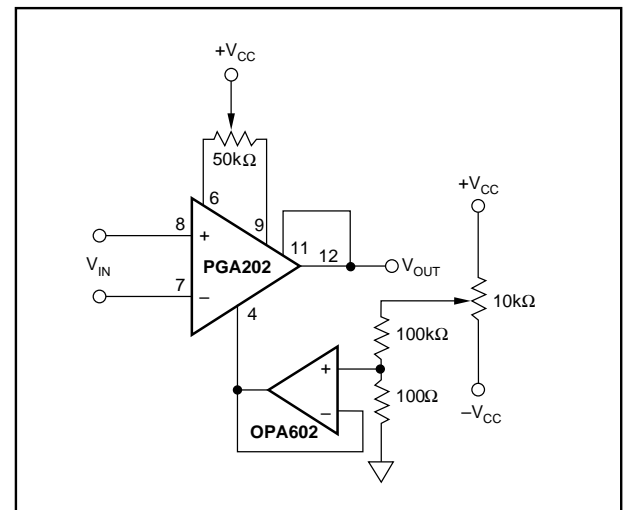 +VCC
50kΩ
6
9
8
+
11
12
PGA202
VIN
VOUT
7
–
4
+VCC
10kΩ
100kΩ
+
–
100Ω
OPA602
–VCC